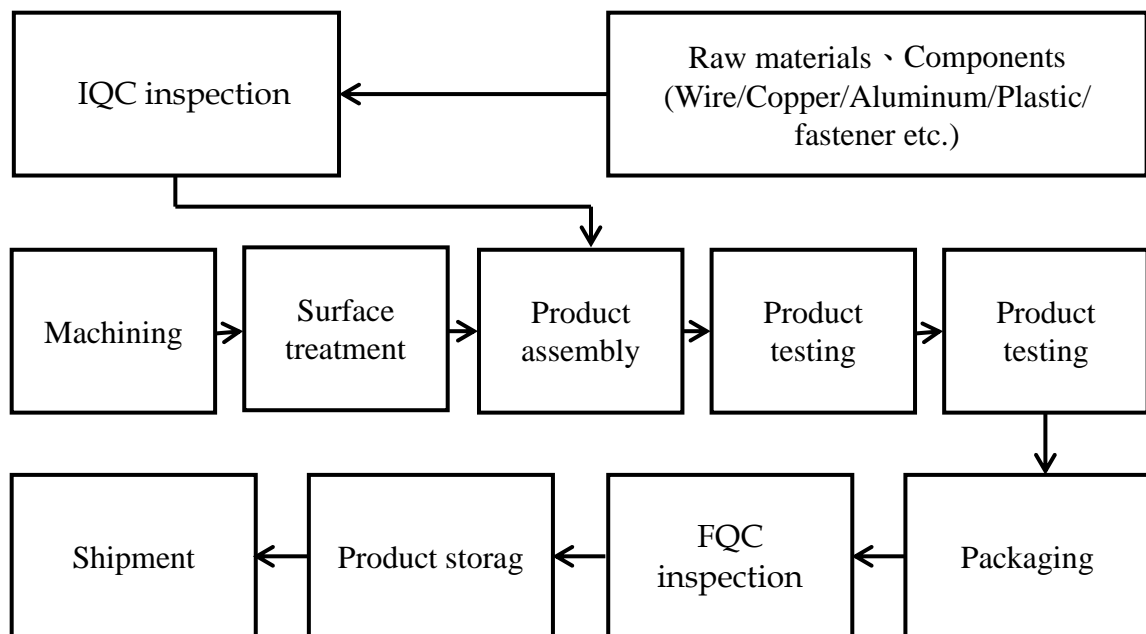 IQC inspection
Raw materials、Components
(Wire/Copper/Aluminum/Plastic/
fastener etc.)
Machining
Surface
treatment
Product
assembly
Product
testing
Product
testing
Shipment
Product storag
FQC
inspection
Packaging